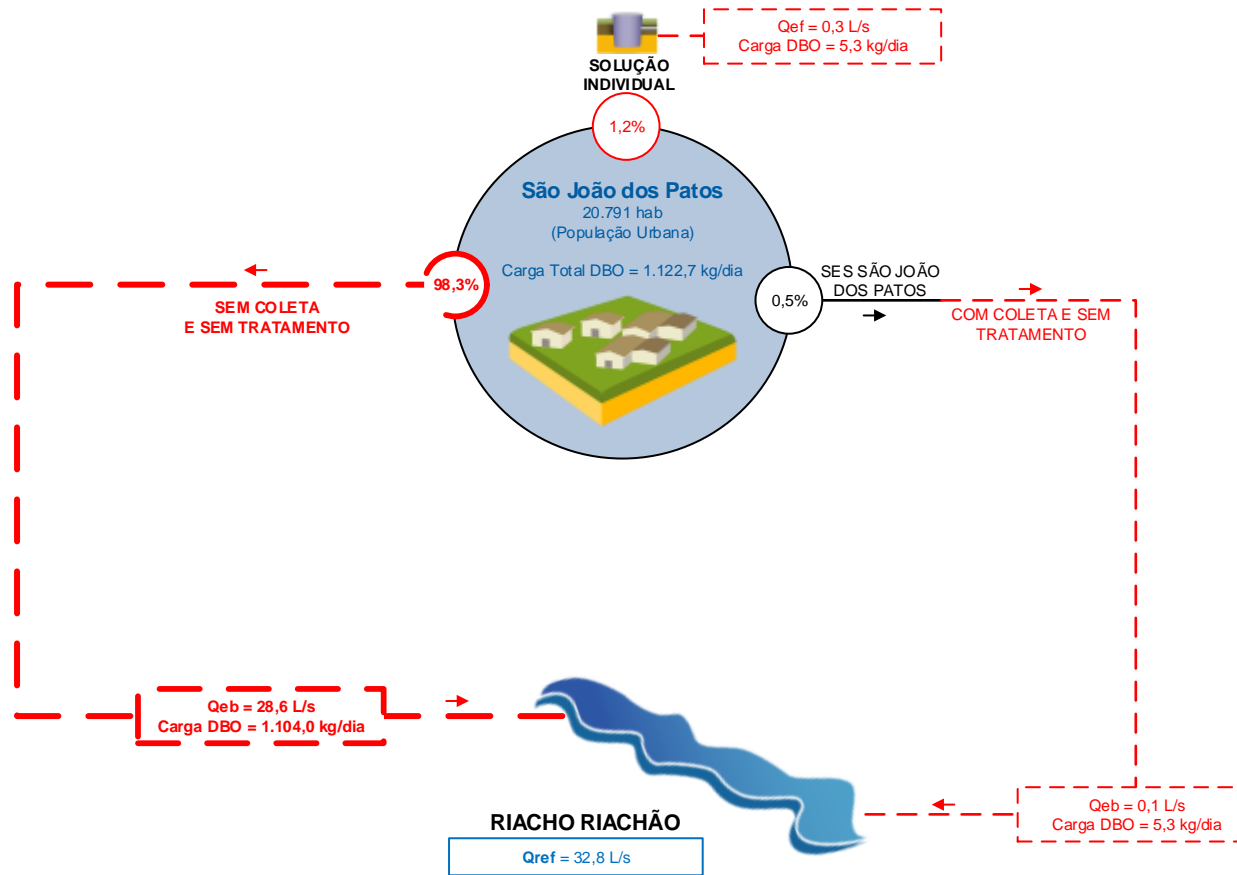 Qef = 0,3 L/s
Carga DBO = 5,3 kg/dia
SOLUÇÃO
INDIVIDUAL
1,2%
São João dos Patos
20.791 hab
(População Urbana)
Carga Total DBO = 1.122,7 kg/dia
98,3%
SEM COLETA
E SEM TRATAMENTO
0,5%
SES SÃO JOÃO
DOS PATOS
COM COLETA E SEM
TRATAMENTO
Qeb = 28,6 L/s
Carga DBO = 1.104,0 kg/dia
RIACHO RIACHÃO
Qref = 32,8 L/s
Qeb = 0,1 L/s
Carga DBO = 5,3 kg/dia